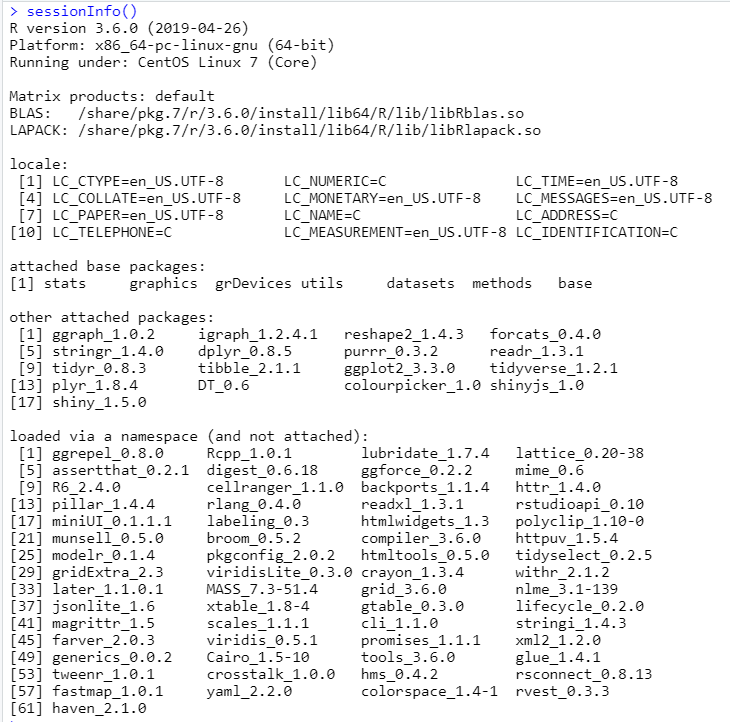 > sessionInfo()
R version 3.6.0 (2019-04-26)
Platform: x86_64-pc-linux-gnu (64-bit)
Running under: CentOS Linux 7 (Core)

Matrix products: default
BLAS:   /share/pkg.7/r/3.6.0/install/lib64/R/lib/libRblas.so
LAPACK: /share/pkg.7/r/3.6.0/install/lib64/R/lib/libRlapack.so

locale:
 [1] LC_CTYPE=en_US.UTF-8       LC_NUMERIC=C               LC_TIME=en_US.UTF-8
 [4] LC_COLLATE=en_US.UTF-8     LC_MONETARY=en_US.UTF-8    LC_MESSAGES=en_US.UTF-8
 [7] LC_PAPER=en_US.UTF-8       LC_NAME=C                  LC_ADDRESS=C
[10] LC_TELEPHONE=C             LC_MEASUREMENT=en_US.UTF-8 LC_IDENTIFICATION=C

attached base packages:
[1] stats     graphics  grDevices utils     datasets  methods   base

other attached packages:
 [1] ggraph_1.0.2     igraph_1.2.4.1   reshape2_1.4.3   forcats_0.4.0
 [5] stringr_1.4.0    dplyr_0.8.5      purrr_0.3.2      readr_1.3.1
 [9] tidyr_0.8.3      tibble_2.1.1     ggplot2_3.3.0    tidyverse_1.2.1
[13] plyr_1.8.4       DT_0.6           colourpicker_1.0 shinyjs_1.0
[17] shiny_1.5.0

loaded via a namespace (and not attached):
 [1] ggrepel_0.8.0     Rcpp_1.0.1        lubridate_1.7.4   lattice_0.20-38
 [5] assertthat_0.2.1  digest_0.6.18     ggforce_0.2.2     mime_0.6
 [9] R6_2.4.0          cellranger_1.1.0  backports_1.1.4   httr_1.4.0
[13] pillar_1.4.4      rlang_0.4.0       readxl_1.3.1      rstudioapi_0.10
[17] miniUI_0.1.1.1    labeling_0.3      htmlwidgets_1.3   polyclip_1.10-0
[21] munsell_0.5.0     broom_0.5.2       compiler_3.6.0    httpuv_1.5.4
[25] modelr_0.1.4      pkgconfig_2.0.2   htmltools_0.5.0   tidyselect_0.2.5
[29] gridExtra_2.3     viridisLite_0.3.0 crayon_1.3.4      withr_2.1.2
[33] later_1.1.0.1     MASS_7.3-51.4     grid_3.6.0        nlme_3.1-139
[37] jsonlite_1.6      xtable_1.8-4      gtable_0.3.0      lifecycle_0.2.0
[41] magrittr_1.5      scales_1.1.1      cli_1.1.0         stringi_1.4.3
[45] farver_2.0.3      viridis_0.5.1     promises_1.1.1    xml2_1.2.0
[49] generics_0.0.2    Cairo_1.5-10      tools_3.6.0       glue_1.4.1
[53] tweenr_1.0.1      crosstalk_1.0.0   hms_0.4.2         rsconnect_0.8.13
[57] fastmap_1.0.1     yaml_2.2.0        colorspace_1.4-1  rvest_0.3.3
[61] haven_2.1.0